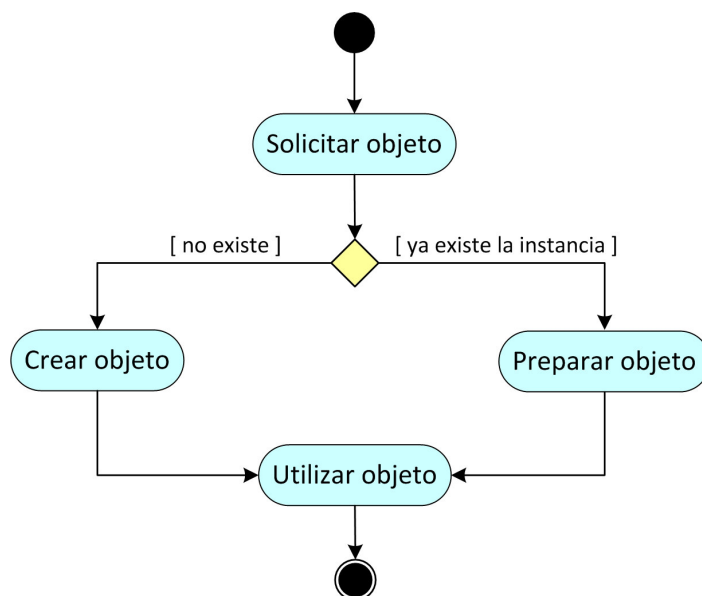 Solicitar objeto
[ no existe ]
[ ya existe la instancia ]
Crear objeto
Preparar objeto
Utilizar objeto